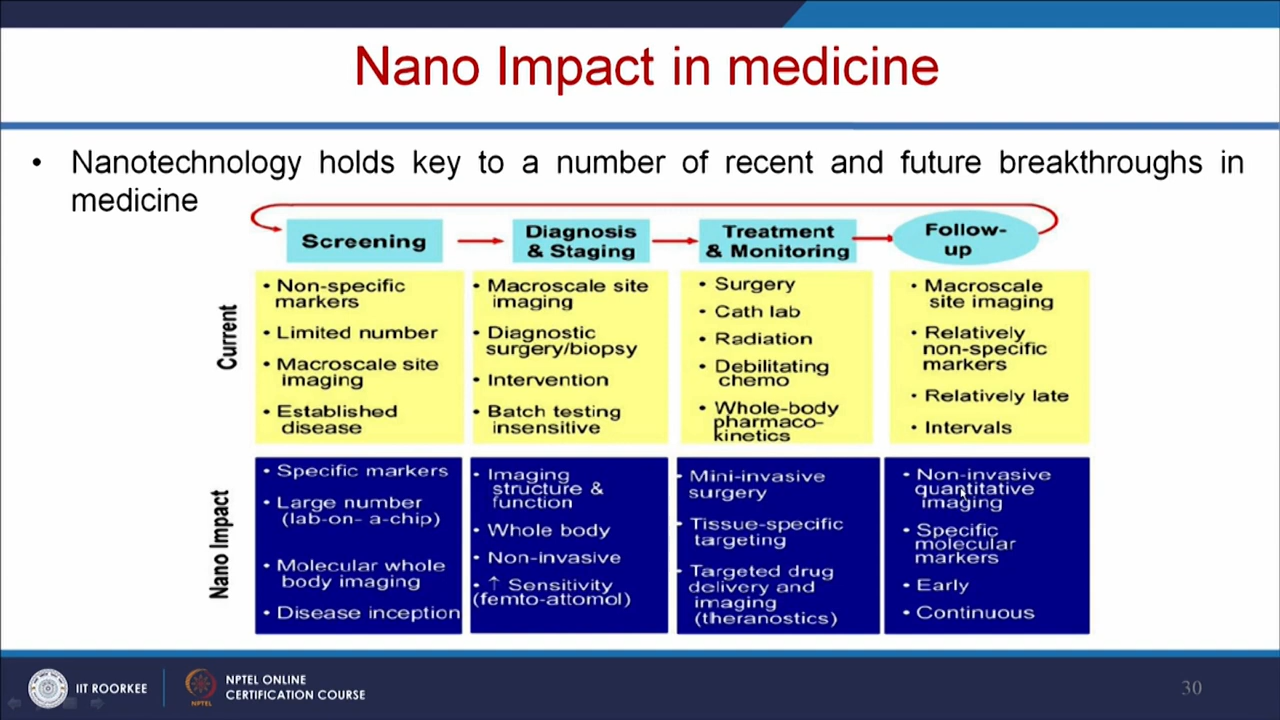 Nano Impact in medicine
• Nanotechnology holds key to a number of recent and future breakthroughs in
medicine
Screening
Diagnosis
& Staging
Treatment
& Monitoring
Follow-
up
Current
• Non-specific
markers
• Limited number
• Macroscale site
imaging
• Established
disease
• Macroscale site
imaging
• Diagnostic
surgery/biopsy
• Intervention
• Batch testing
insensitive
• Surgery
• Cath lab
• Radiation
• Debilitating
chemo
• Whole-body
pharmaco-
kinetics
• Macroscale
site imaging
• Relatively
non-specific
markers
• Relatively late
• Intervals
Nano Impact
• Specific markers
• Large number
(lab-on- a-chip)
• Molecular whole
body imaging
• Disease inception
• Imaging
structure &
function
• Whole body
• Non-invasive
• ↑ Sensitivity
(femto-attomol)
• Mini-invasive
surgery
• Tissue-specific
targeting
• Targeted drug
delivery and
imaging
(theranostics)
• Non-invasive
quantitative
imaging
• Specific
molecular
markers
• Early
• Continuous
IIT ROORKEE
NPTEL
NPTEL ONLINE
CERTIFICATION COURSE
30